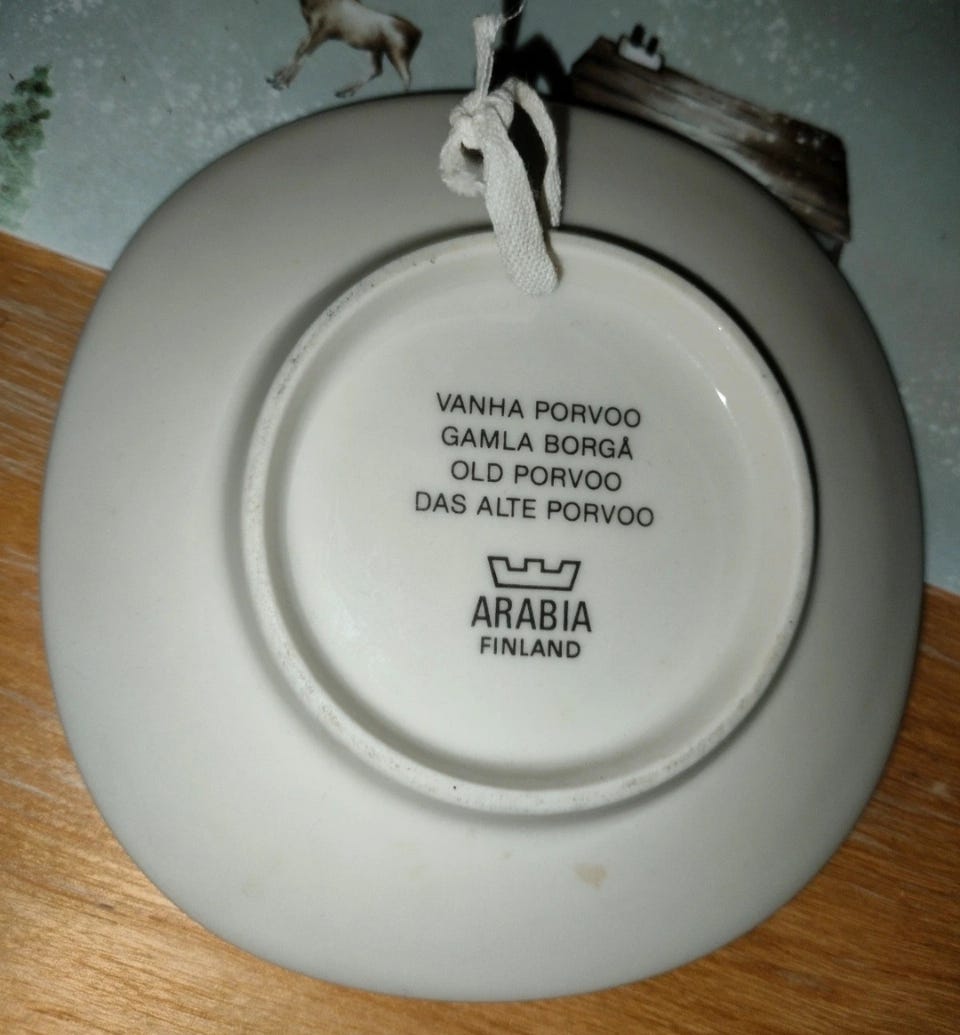 VANHA PORVOO
GAMLA BORGÅ
OLD PORVOO
DAS ALTE PORVOO
ARABIA
FINLAND